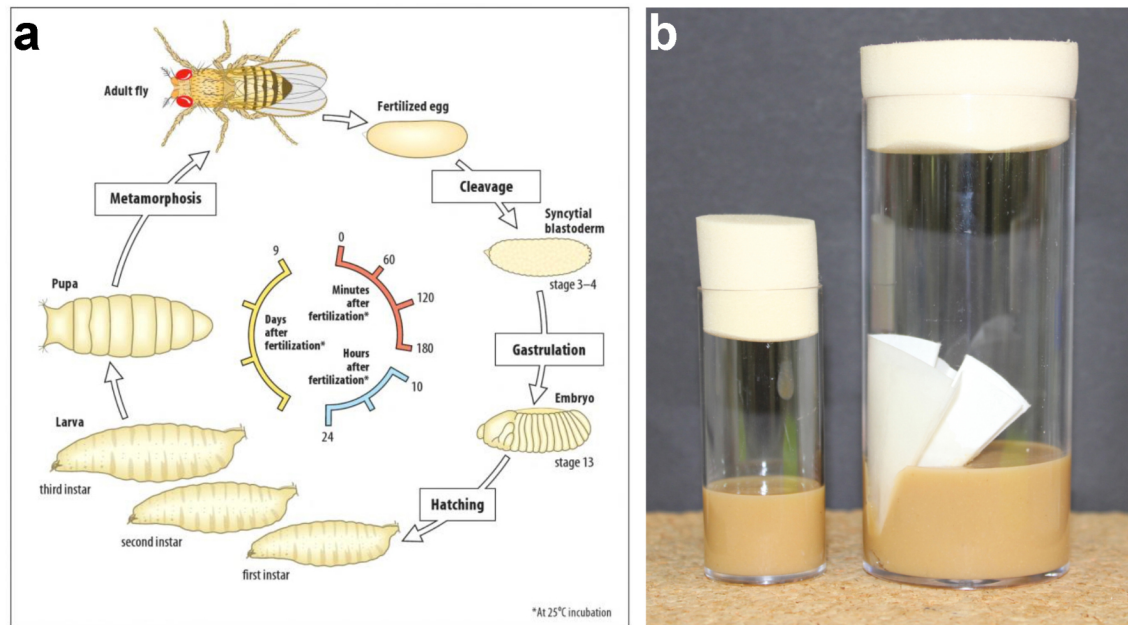 a
b
Adult fly
Fertilized egg
Cleavage
Syncytial
blastoderm
stage 3–4
Gastrulation
Embryo
stage 13
Hatching
first instar
second instar
third instar
Larva
Pupa
Metamorphosis
0
60
120
180
Minutes
after
fertilization*
Hours
after
fertilization*
10
24
9
Days
after
fertilization*
*At 25°C incubation